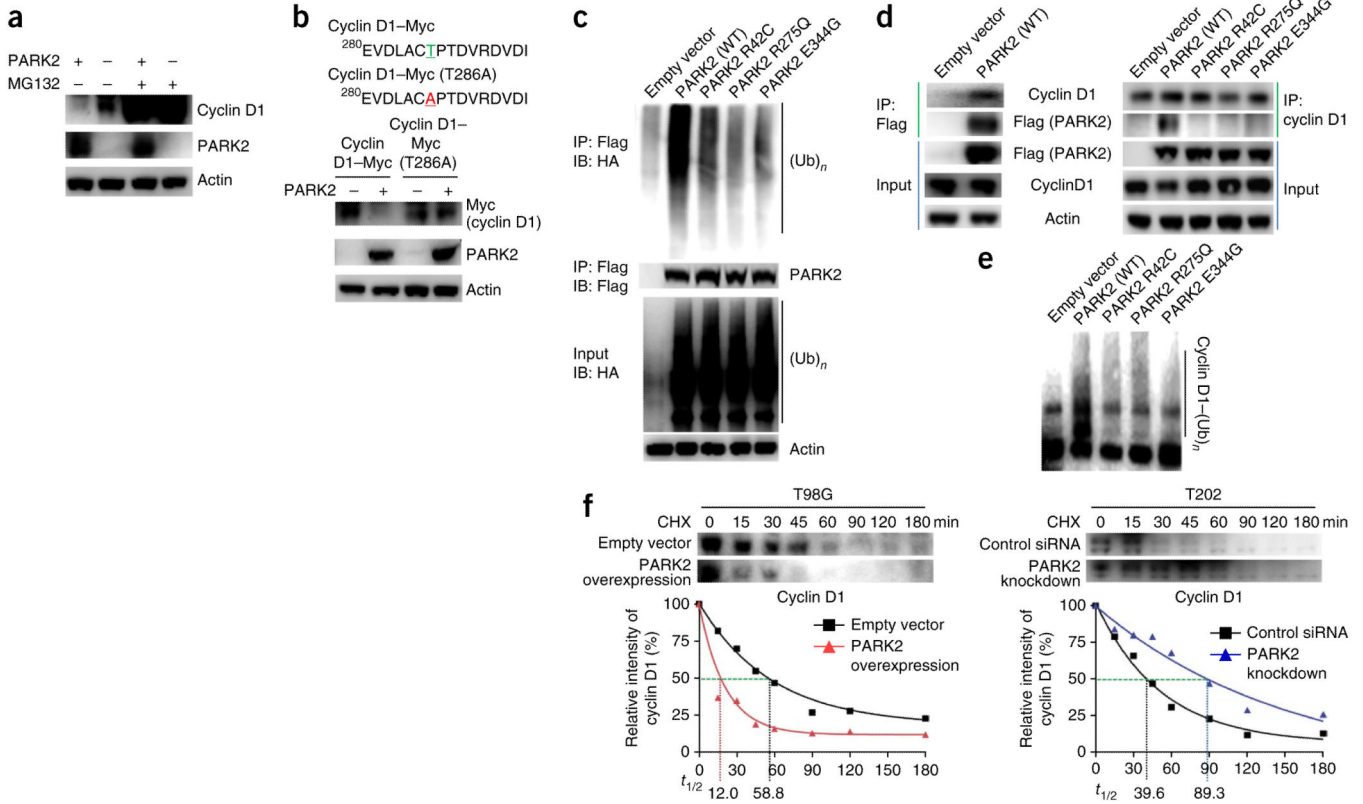 a
PARK2 + − + −
MG132 − − + +
Cyclin D1
PARK2
Actin
b
Cyclin D1–Myc
280EVDLACTPTDVRDVDI
Cyclin D1–Myc (T286A)
280EVDLACAPTDVRDVDI
Cyclin D1–Myc
Cyclin D1–Myc (T286A)
PARK2 − + − +
Myc (cyclin D1)
PARK2
Actin
c
Empty vector
PARK2 (WT)
PARK2 R42C
PARK2 R275Q
PARK2 E344G
IP: Flag
IB: HA
(Ub)n
IP: Flag
IB: Flag
PARK2
Input
IB: HA
(Ub)n
Actin
d
Empty vector
PARK2 (WT)
Empty vector
PARK2 (WT)
PARK2 R42C
PARK2 R275Q
PARK2 E344G
IP: Flag
Input
Cyclin D1
Flag (PARK2)
Flag (PARK2)
CyclinD1
Actin
IP: cyclin D1
Input
e
Empty vector
PARK2 (WT)
PARK2 R42C
PARK2 R275Q
PARK2 E344G
Cyclin D1–(Ub)n
f
T98G
CHX 0 15 30 45 60 90 120 180 min
Empty vector
PARK2 overexpression
Cyclin D1
Relative intensity of cyclin D1 (%)
100
75
50
25
0
Empty vector
PARK2 overexpression
0 30 60 90 120 150 180
t1/2 12.0 58.8
T202
CHX 0 15 30 45 60 90 120 180 min
Control siRNA
PARK2 knockdown
Cyclin D1
Relative intensity of cyclin D1 (%)
100
75
50
25
0
Control siRNA
PARK2 knockdown
0 30 60 90 120 150 180
t1/2 39.6 89.3